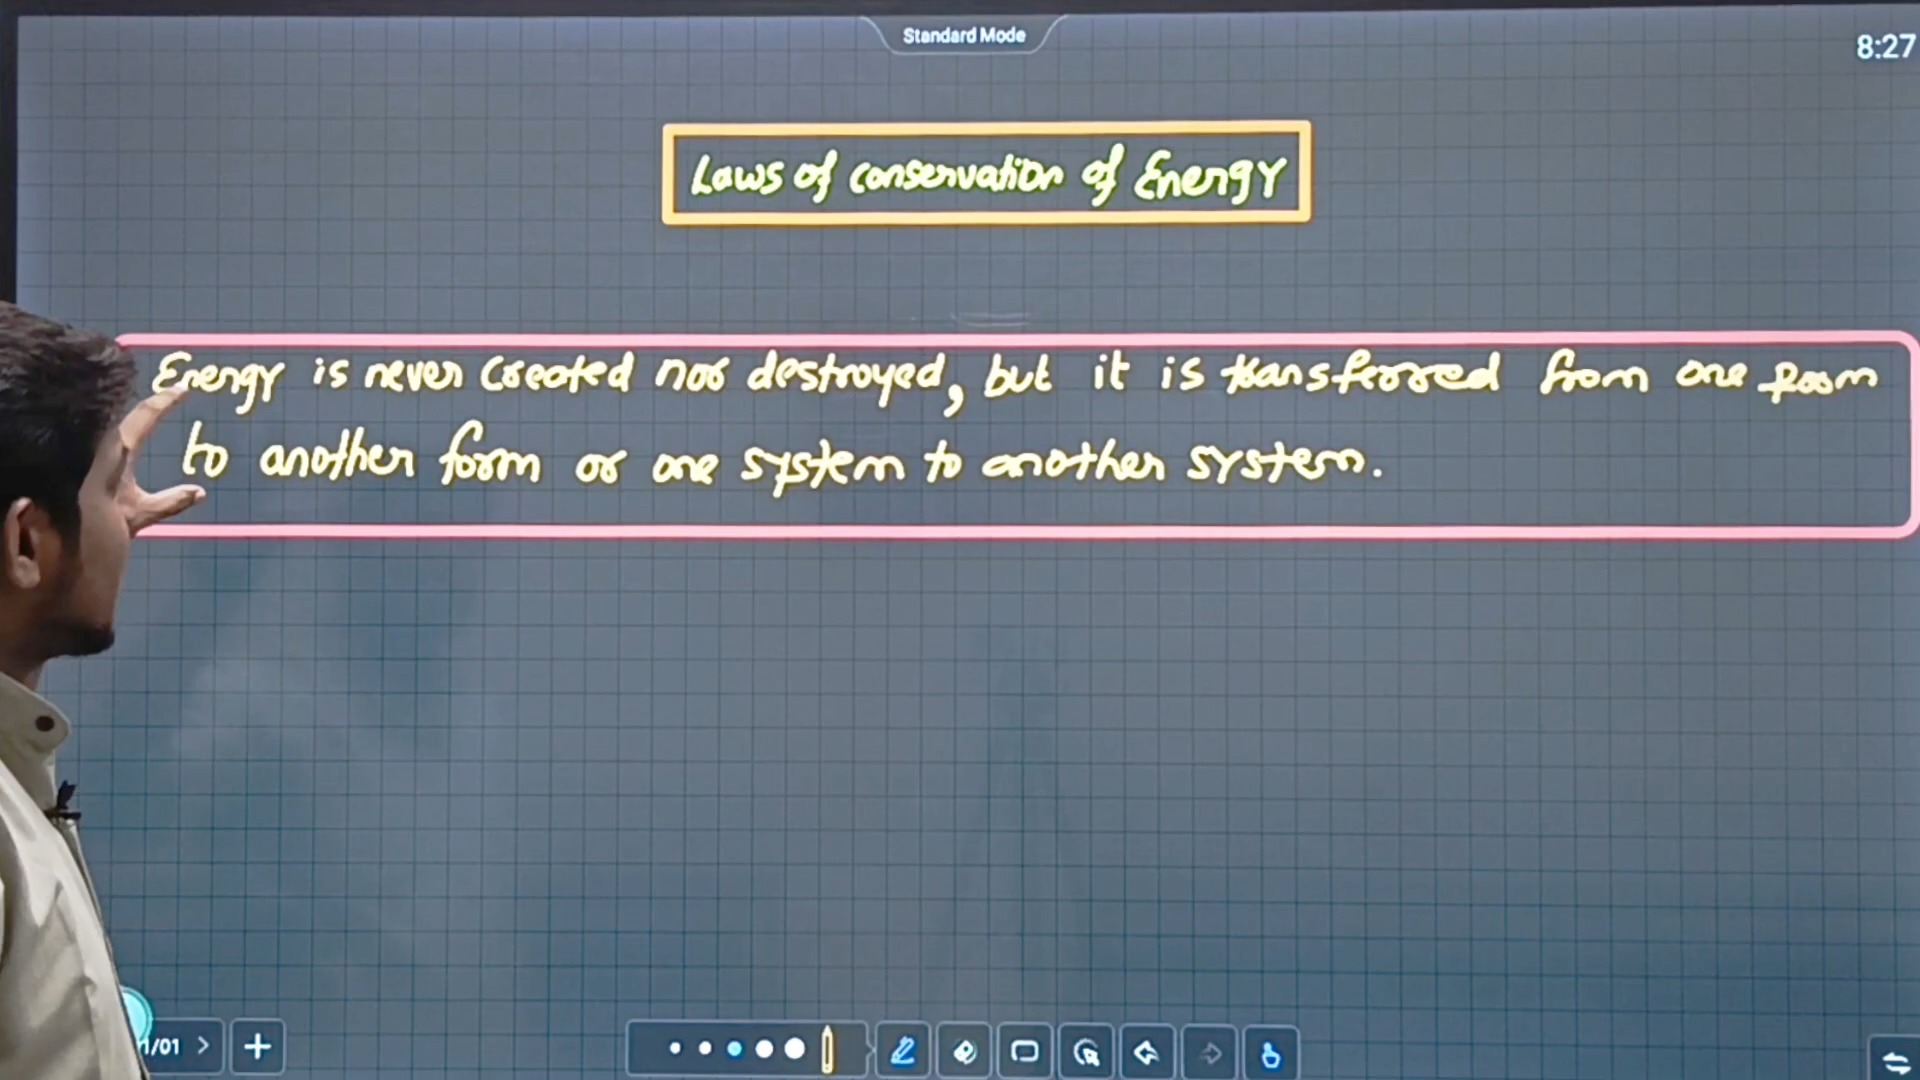 Standard Mode
8:27
Laws of conservation of Energy
Energy is never created nor destroyed, but it is transferred from one form
to another form or one system to another system.
1/01